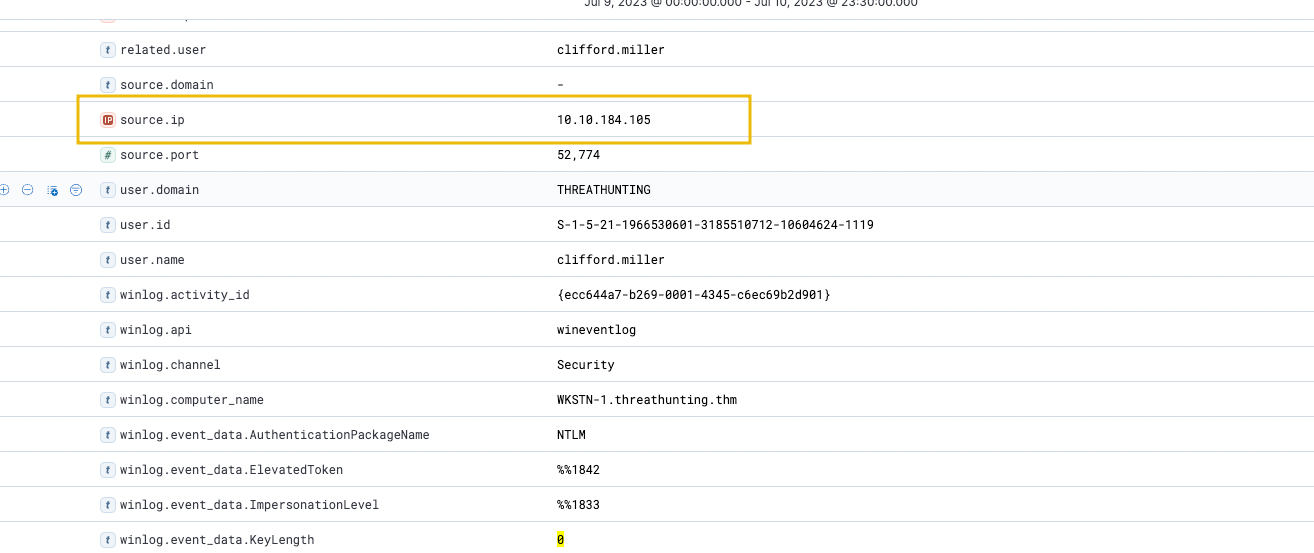 Jul 9, 2023 @ 00:00:00.000 - Jul 10, 2023 @ 23:30:00.000
t related.user clifford.miller
t source.domain -
IP source.ip 10.10.184.105
# source.port 52,774
t user.domain THREATHUNTING
t user.id S-1-5-21-1966530601-3185510712-10604624-1119
t user.name clifford.miller
t winlog.activity_id {ecc644a7-b269-0001-4345-c6ec69b2d901}
t winlog.api wineventlog
t winlog.channel Security
t winlog.computer_name WKSTN-1.threathunting.thm
t winlog.event_data.AuthenticationPackageName NTLM
t winlog.event_data.ElevatedToken %%1842
t winlog.event_data.ImpersonationLevel %%1833
t winlog.event_data.KeyLength 0